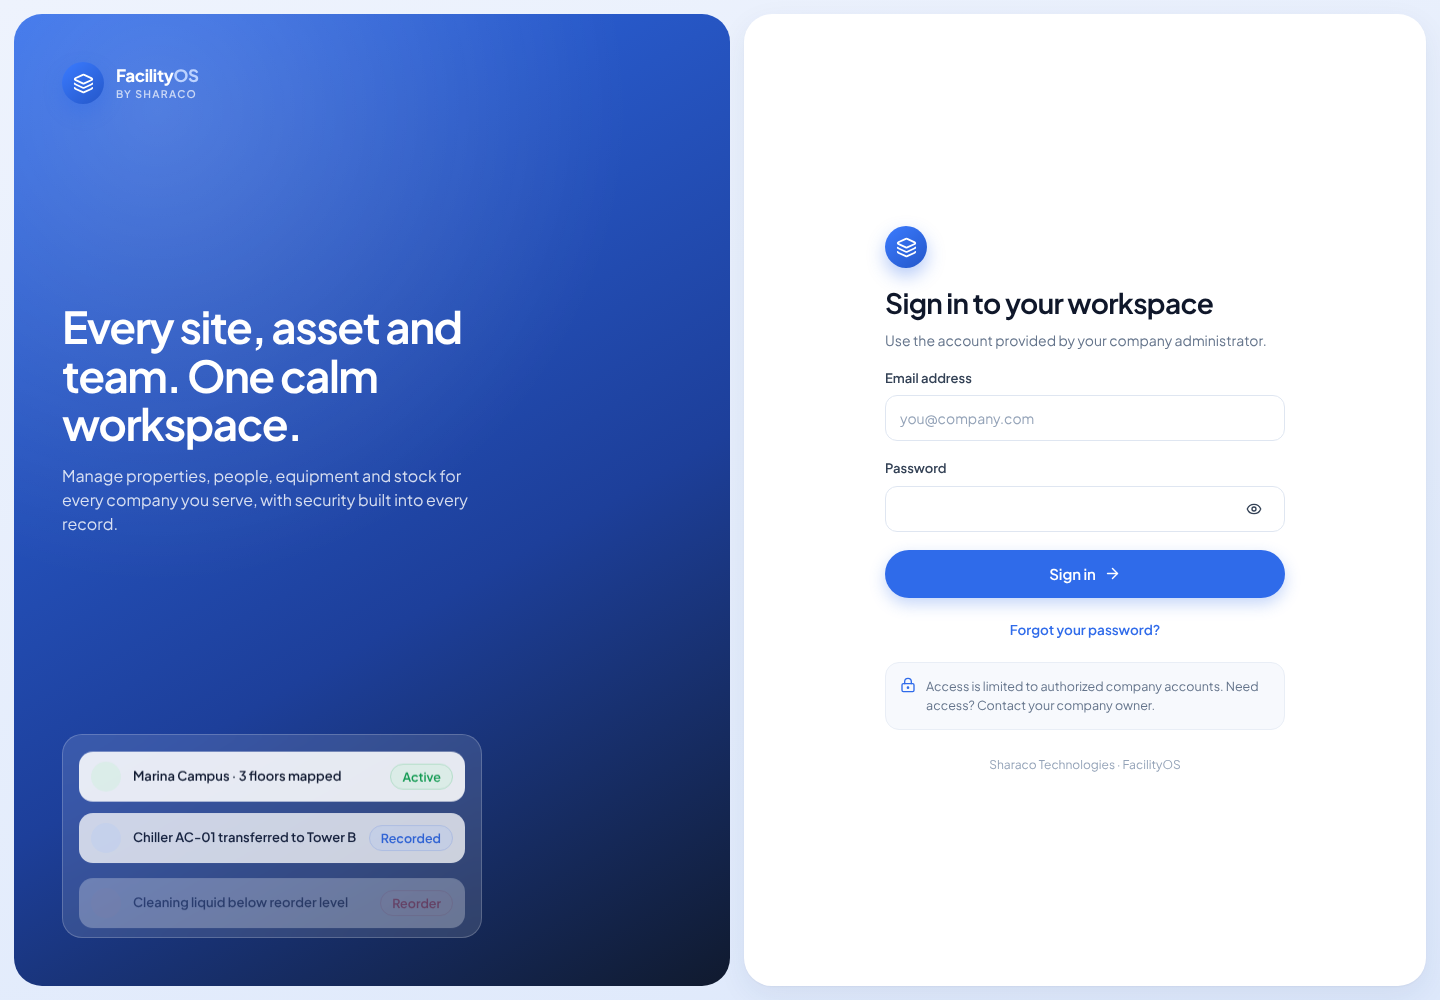 FacilityOS
BY SHARACO
Every site, asset and
team. One calm
workspace.
Manage properties, people, equipment and stock for
every company you serve, with security built into every
record.
Marina Campus · 3 floors mapped
Active
Chiller AC-01 transferred to Tower B
Recorded
Cleaning liquid below reorder level
Reorder
Sign in to your workspace
Use the account provided by your company administrator.
Email address
you@company.com
Password
Sign in
Forgot your password?
Access is limited to authorized company accounts. Need
access? Contact your company owner.
Sharaco Technologies · FacilityOS